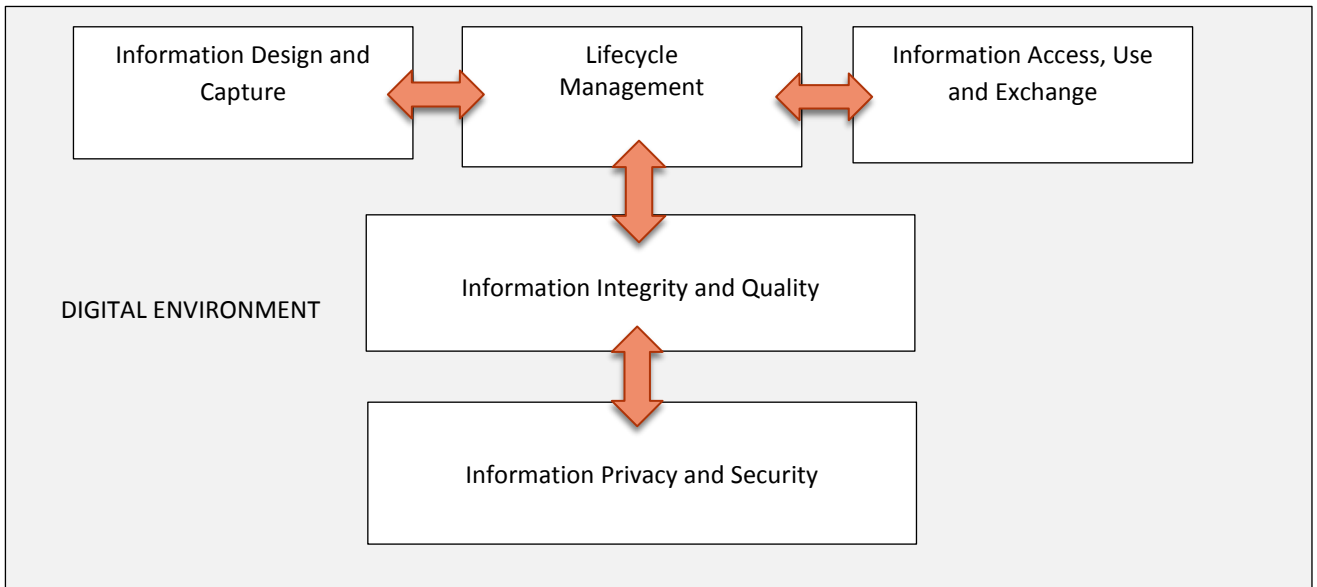 Information Design and
Capture
Lifecycle
Management
Information Access, Use
and Exchange
Information Integrity and Quality
DIGITAL ENVIRONMENT
Information Privacy and Security